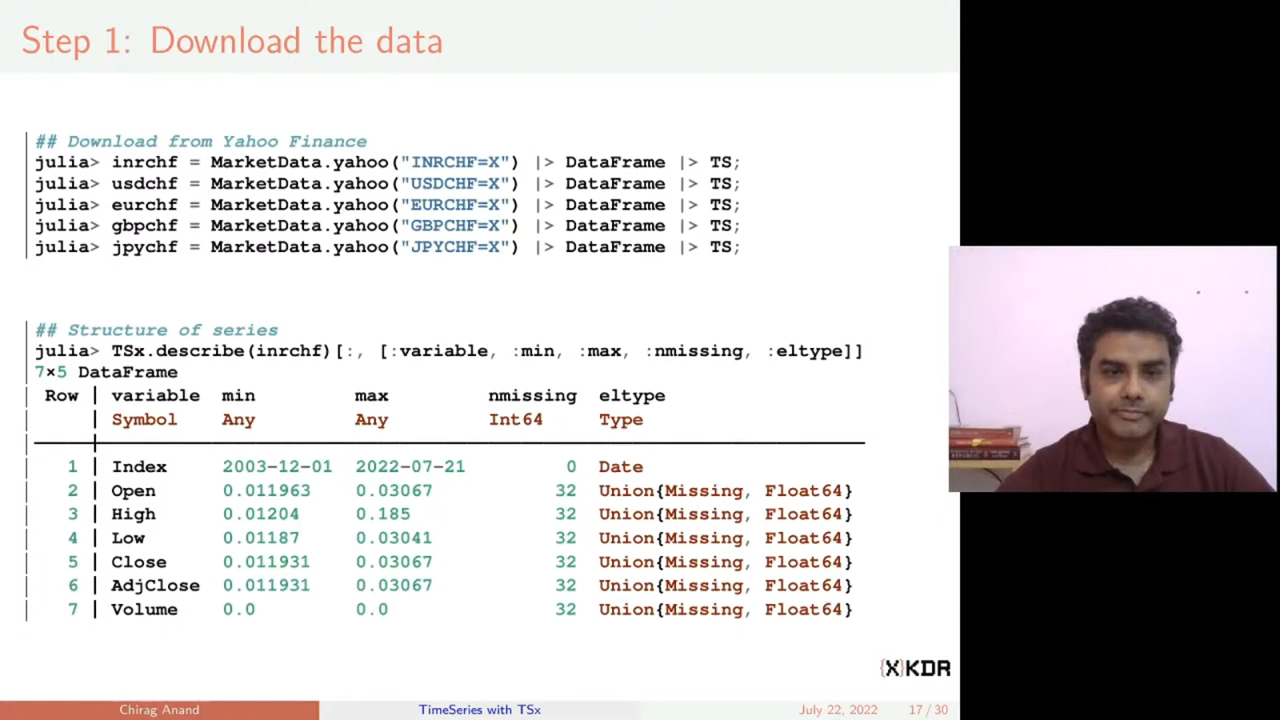 Step 1: Download the data
## Download from Yahoo Finance
julia> inrchf = MarketData.yahoo("INRCHF=X") |> DataFrame |> TS;
julia> usdchf = MarketData.yahoo("USDCHF=X") |> DataFrame |> TS;
julia> eurchf = MarketData.yahoo("EURCHF=X") |> DataFrame |> TS;
julia> gbpchf = MarketData.yahoo("GBPCHF=X") |> DataFrame |> TS;
julia> jpychf = MarketData.yahoo("JPYCHF=X") |> DataFrame |> TS;
## Structure of series
julia> TSx.describe(inrchf)[:, [:variable, :min, :max, :nmissing, :eltype]]
7×5 DataFrame
Row | variable min max nmissing eltype
| Symbol Any Any Int64 Type
1 | Index 2003-12-01 2022-07-21 0 Date
2 | Open 0.011963 0.03067 32 Union{Missing, Float64}
3 | High 0.01204 0.185 32 Union{Missing, Float64}
4 | Low 0.01187 0.03041 32 Union{Missing, Float64}
5 | Close 0.011931 0.03067 32 Union{Missing, Float64}
6 | AdjClose 0.011931 0.03067 32 Union{Missing, Float64}
7 | Volume 0.0 0.0 32 Union{Missing, Float64}
{X}KDR
Chirag Anand TimeSeries with TSx July 22, 2022 17 / 30